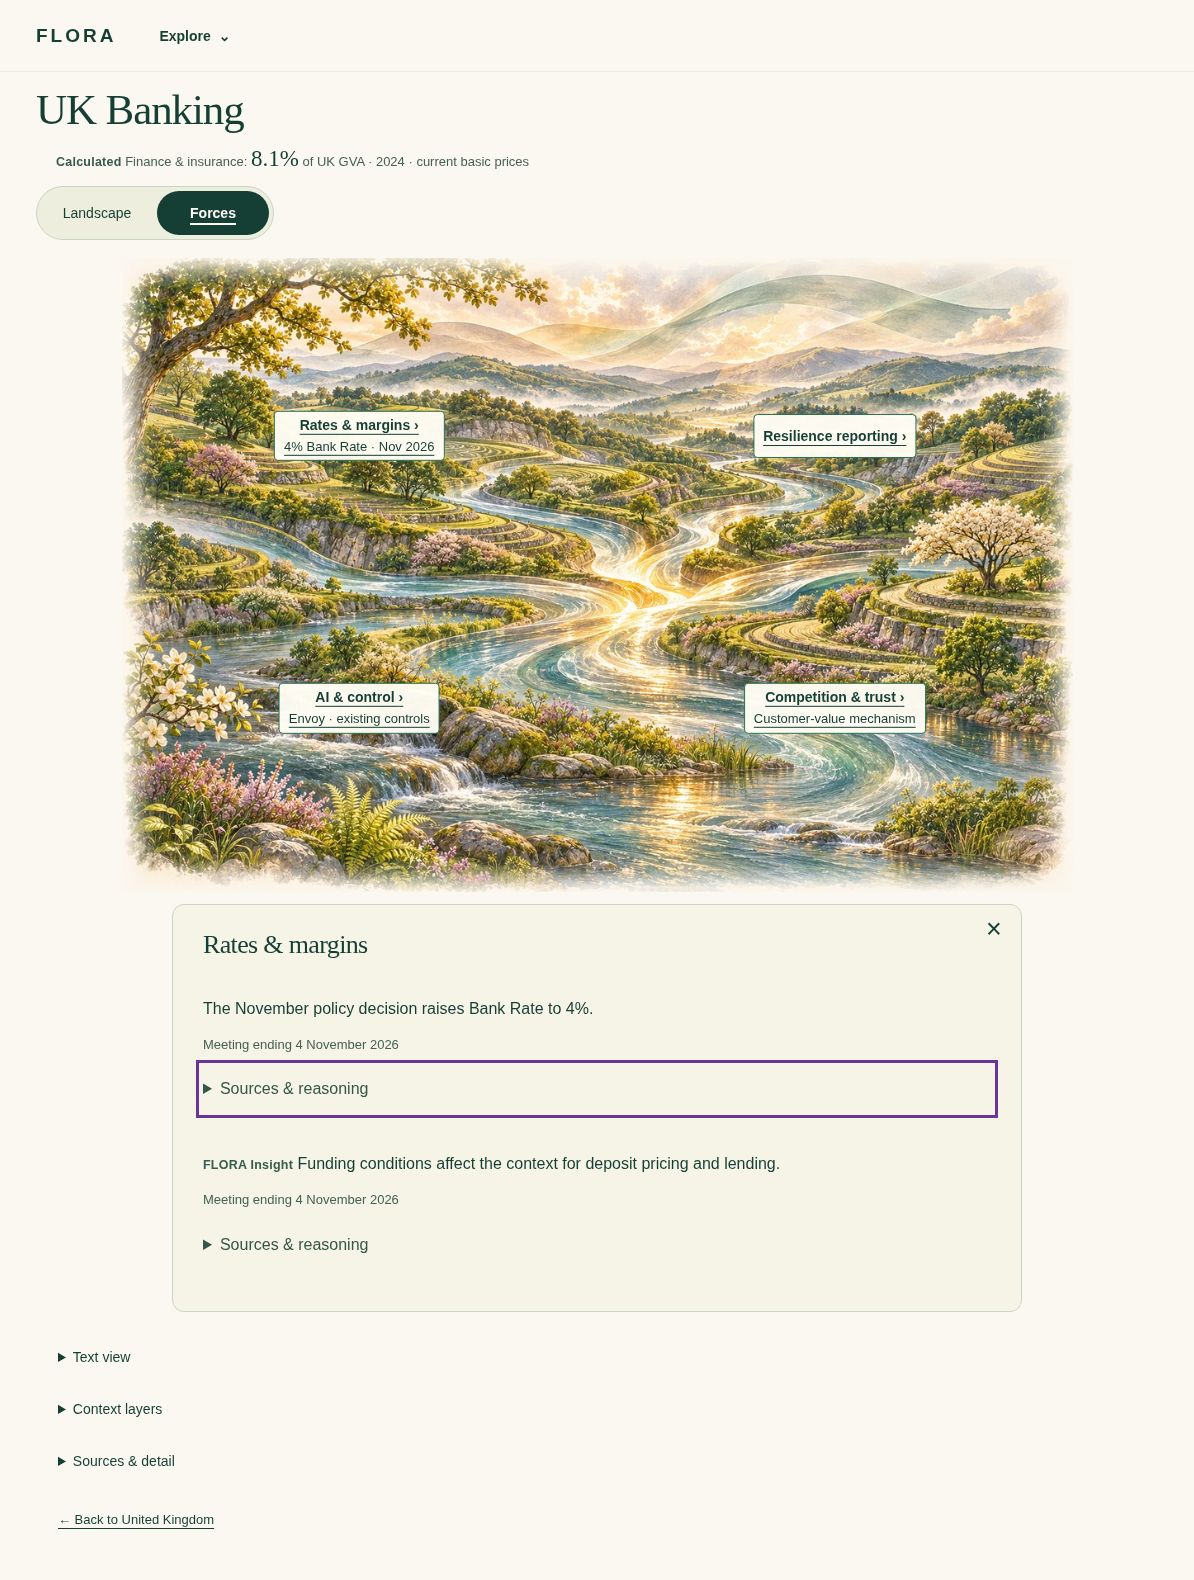 FLORA
Explore ⌄
UK Banking
Calculated Finance & insurance: 8.1% of UK GVA · 2024 · current basic prices
Landscape
Forces
Rates & margins ›
4% Bank Rate · Nov 2026
Resilience reporting ›
AI & control ›
Envoy · existing controls
Competition & trust ›
Customer-value mechanism
Rates & margins
×
The November policy decision raises Bank Rate to 4%.
Meeting ending 4 November 2026
▶ Sources & reasoning
FLORA Insight Funding conditions affect the context for deposit pricing and lending.
Meeting ending 4 November 2026
▶ Sources & reasoning
▶ Text view
▶ Context layers
▶ Sources & detail
← Back to United Kingdom